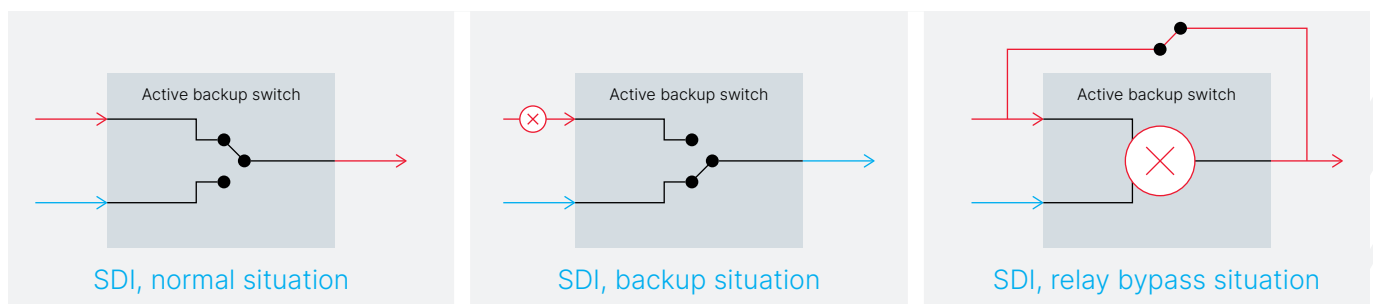 Active backup switch
SDI, normal situation
Active backup switch
SDI, backup situation
Active backup switch
SDI, relay bypass situation